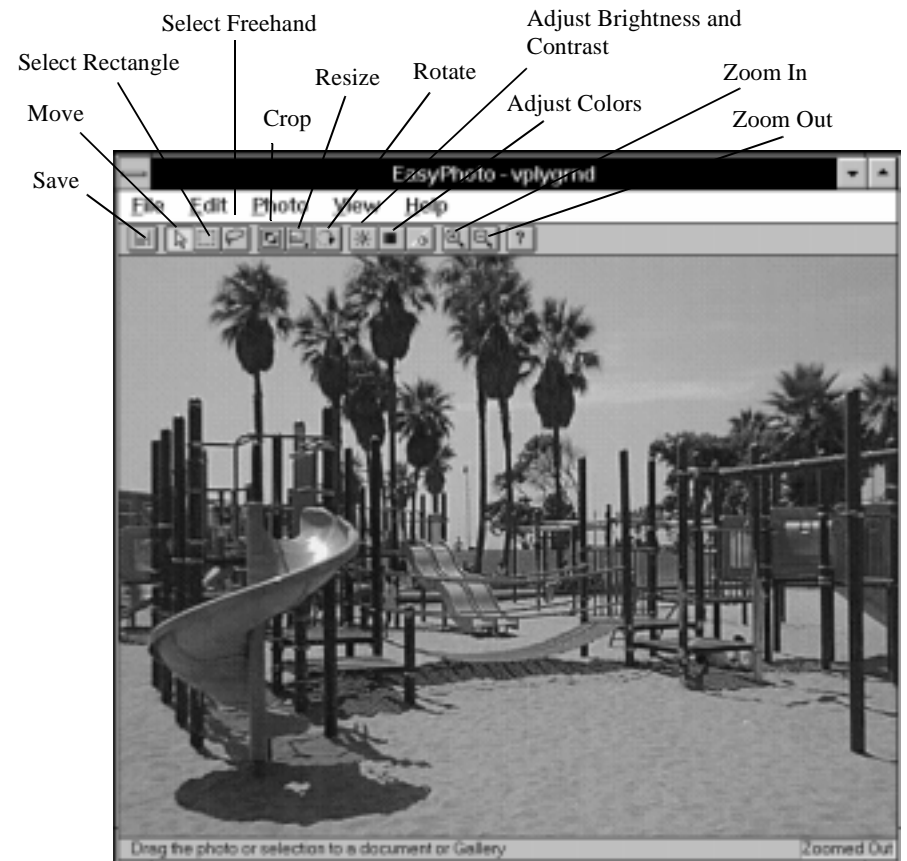 Select Freehand
Adjust Brightness and
Contrast
Select Rectangle
Resize
Rotate
Zoom In
Move
Crop
Adjust Colors
Zoom Out
Save
EasyPhoto - vplygrnd
File Edit Photo View Help
?
Drag the photo or selection to a document or Gallery
Zoomed Out